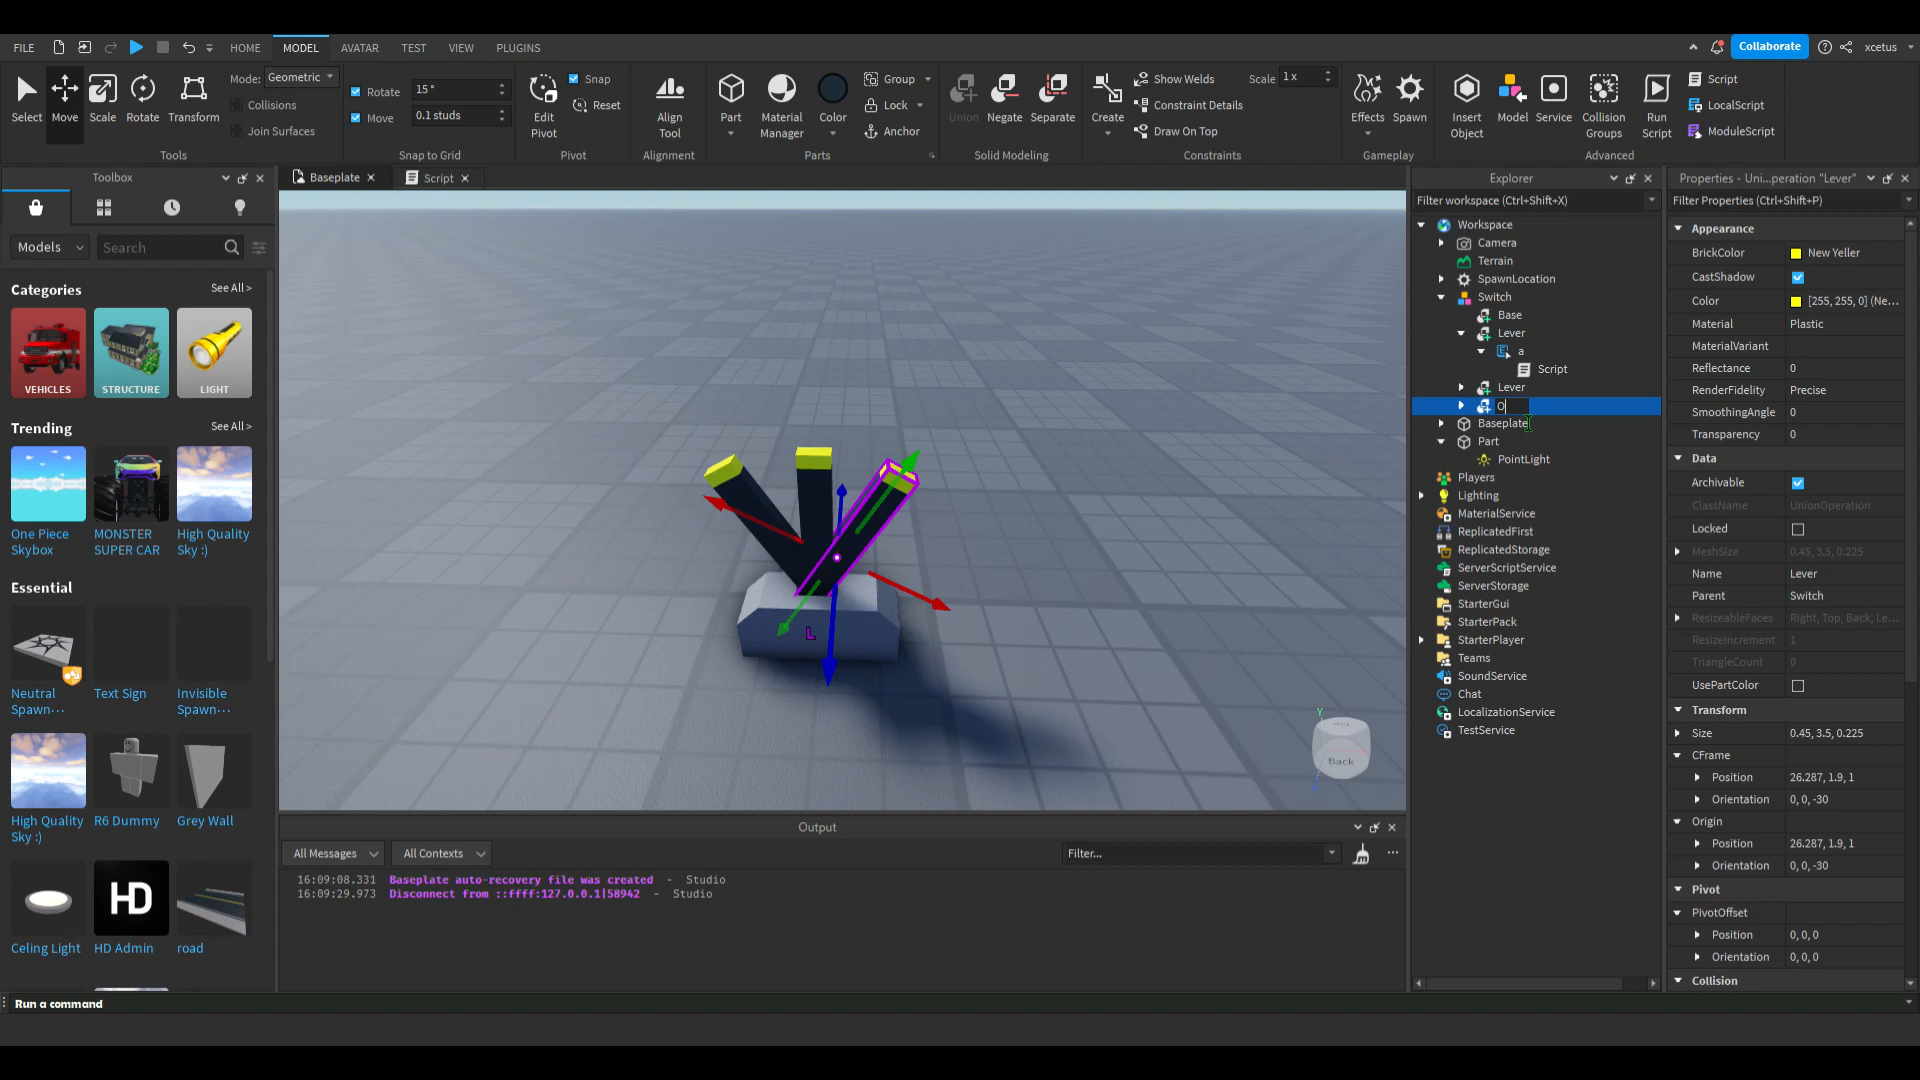 FILE HOME MODEL AVATAR TEST VIEW PLUGINS Collaborate xcetus
Select Move Scale Rotate Transform
Mode: Geometric
Collisions
Join Surfaces
Tools
Rotate 15 °
Move 0.1 studs
Snap to Grid
Edit Pivot
Snap
Reset
Pivot
Align Tool
Alignment
Part
Material Manager
Color
Group
Lock
Anchor
Parts
Union Negate Separate
Solid Modeling
Create
Show Welds
Scale 1 x
Constraint Details
Draw On Top
Constraints
Effects Spawn
Gameplay
Insert Object
Model
Service
Collision Groups
Run Script
Script
LocalScript
ModuleScript
Advanced
Toolbox
Models Search
Categories See All >
VEHICLES STRUCTURE LIGHT
Trending See All >
One Piece Skybox
MONSTER SUPER CAR
High Quality Sky :)
Essential
Neutral Spawn...
Text Sign
Invisible Spawn...
High Quality Sky :)
R6 Dummy
Grey Wall
HD
Celing Light
HD Admin
road
Baseplate Script
L
Back
Y
Output
All Messages All Contexts Filter...
16:09:08.331 Baseplate auto-recovery file was created - Studio
16:09:29.973 Disconnect from ::ffff:127.0.0.1|58942 - Studio
Run a command
Explorer
Filter workspace (Ctrl+Shift+X)
Workspace
Camera
Terrain
SpawnLocation
Switch
Base
Lever
a
Script
Lever
O
Baseplate
Part
PointLight
Players
Lighting
MaterialService
ReplicatedFirst
ReplicatedStorage
ServerScriptService
ServerStorage
StarterGui
StarterPack
StarterPlayer
Teams
SoundService
Chat
LocalizationService
TestService
Properties - Uni...peration "Lever"
Filter Properties (Ctrl+Shift+P)
Appearance
BrickColor New Yeller
CastShadow
Color [255, 255, 0] (Ne...
Material Plastic
MaterialVariant
Reflectance 0
RenderFidelity Precise
SmoothingAngle 0
Transparency 0
Data
Archivable
ClassName UnionOperation
Locked
MeshSize 0.45, 3.5, 0.225
Name Lever
Parent Switch
ResizeableFaces Right, Top, Back, Le...
ResizeIncrement 1
TriangleCount 0
UsePartColor
Transform
Size 0.45, 3.5, 0.225
CFrame
Position 26.287, 1.9, 1
Orientation 0, 0, -30
Origin
Position 26.287, 1.9, 1
Orientation 0, 0, -30
Pivot
PivotOffset
Position 0, 0, 0
Orientation 0, 0, 0
Collision